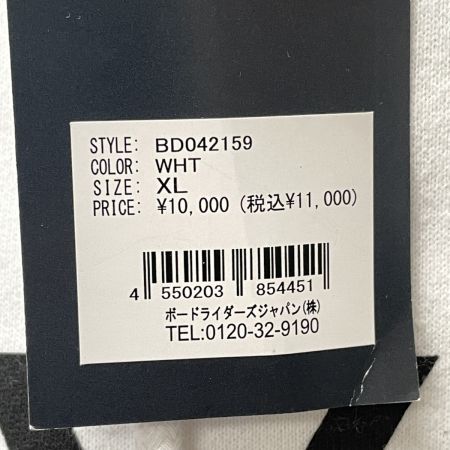 STYLE: BD042159
COLOR: WHT
SIZE: XL
PRICE: ¥10,000 (税込¥11,000)
4 550203 854451
ボードライダーズジャパン(株)
TEL:0120-32-9190